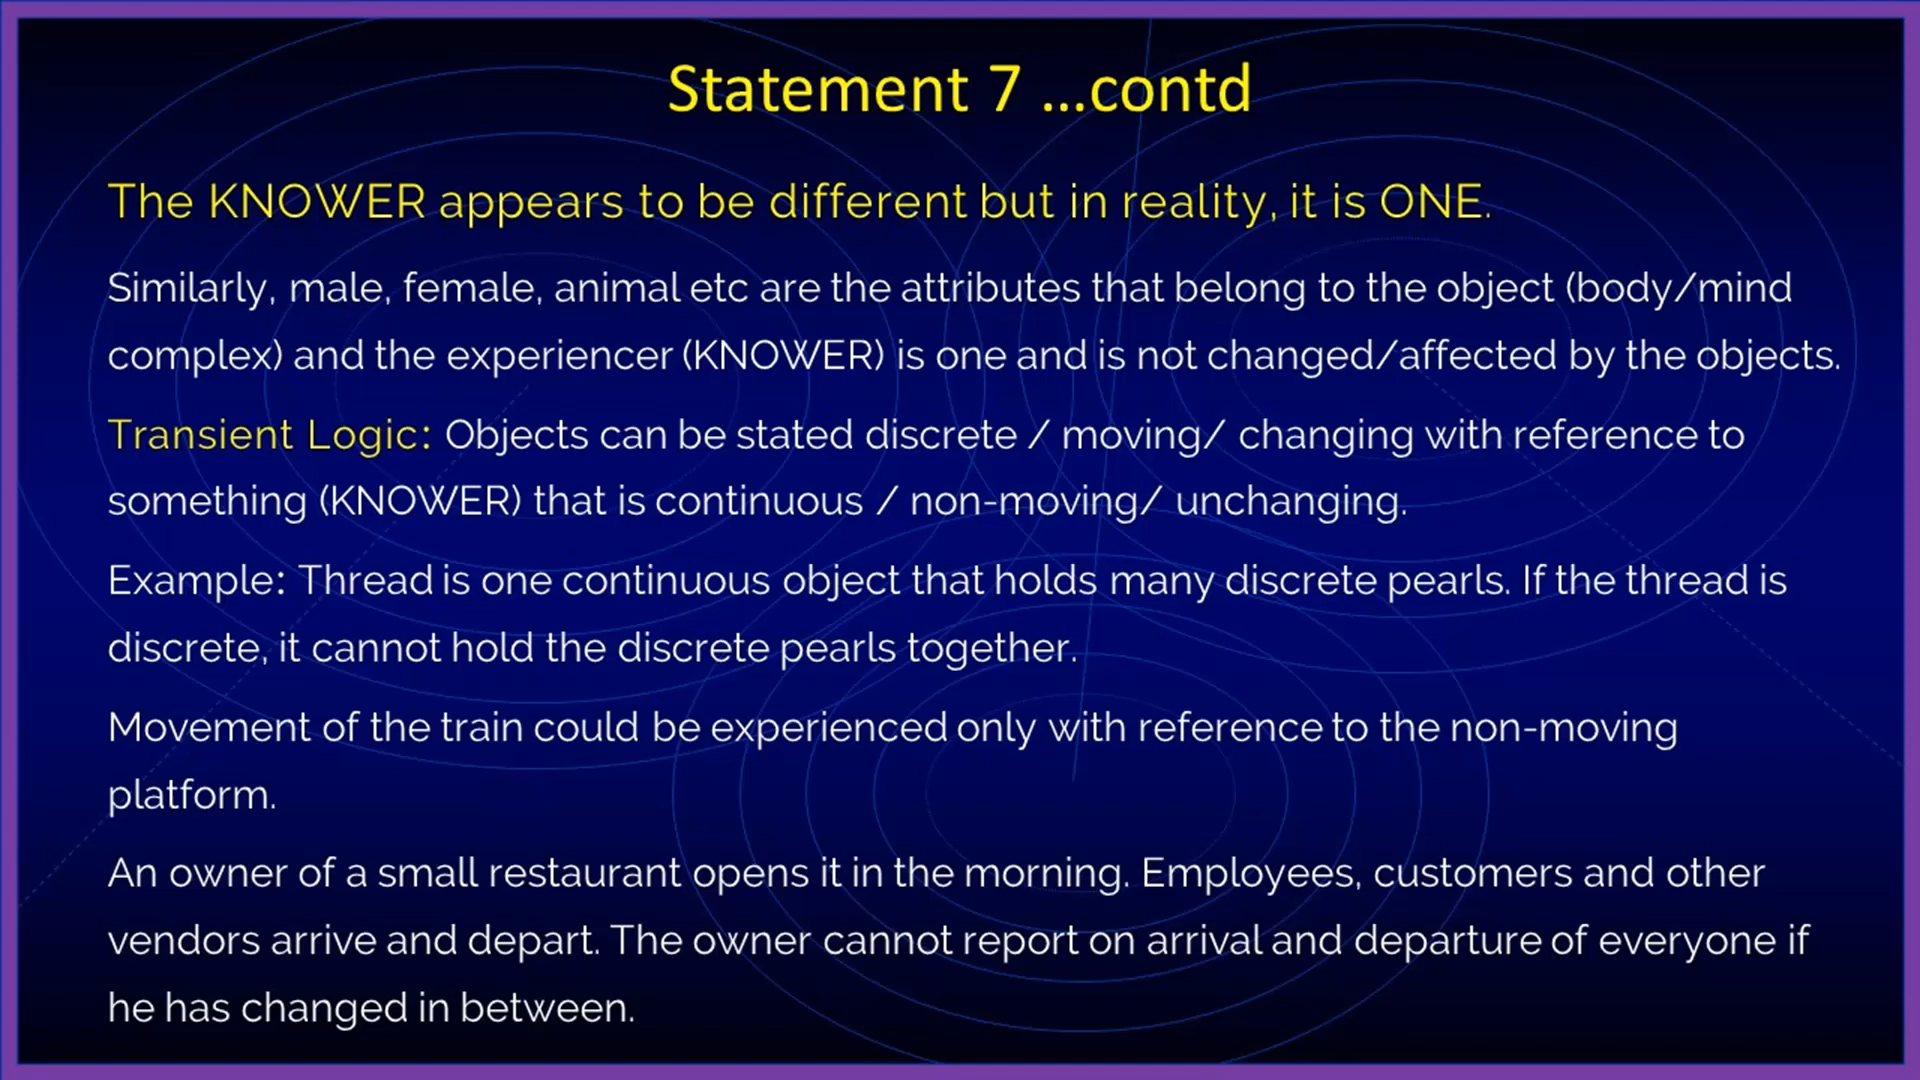 Statement 7 ...contd
The KNOWER appears to be different but in reality, it is ONE.
Similarly, male, female, animal etc are the attributes that belong to the object (body/mind
complex) and the experiencer (KNOWER) is one and is not changed/affected by the objects.
Transient Logic: Objects can be stated discrete / moving/ changing with reference to
something (KNOWER) that is continuous / non-moving/ unchanging.
Example: Thread is one continuous object that holds many discrete pearls. If the thread is
discrete, it cannot hold the discrete pearls together.
Movement of the train could be experienced only with reference to the non-moving
platform.
An owner of a small restaurant opens it in the morning. Employees, customers and other
vendors arrive and depart. The owner cannot report on arrival and departure of everyone if
he has changed in between.